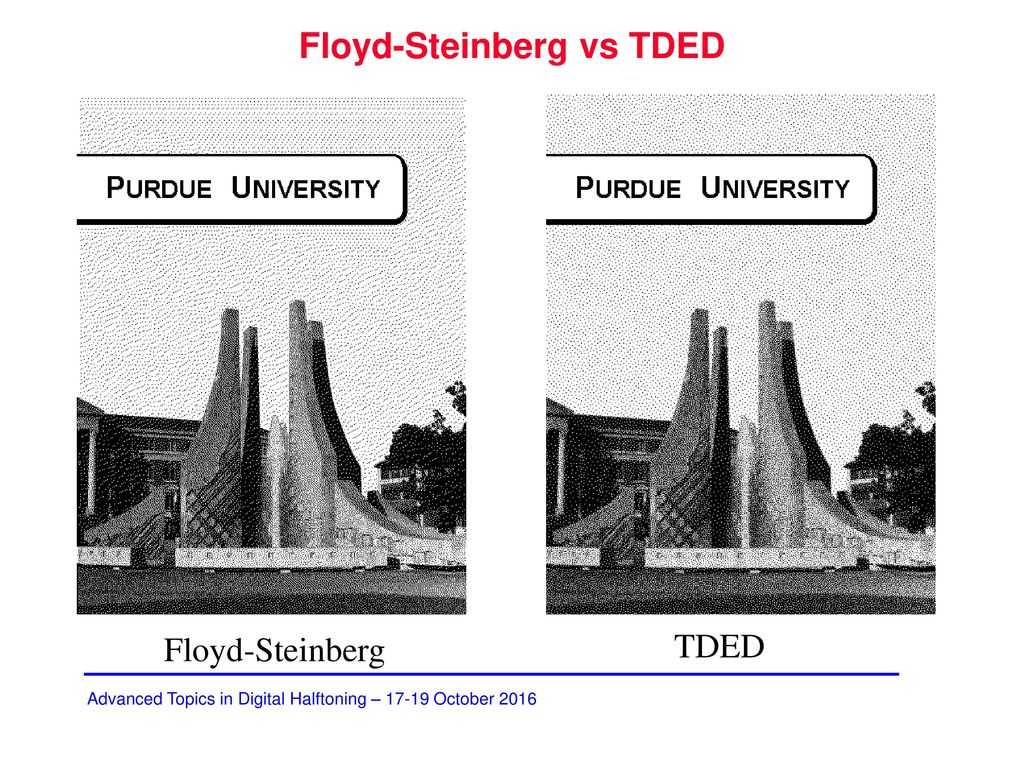 Floyd-Steinberg vs TDED
PURDUE UNIVERSITY
PURDUE UNIVERSITY
Floyd-Steinberg
TDED
Advanced Topics in Digital Halftoning – 17-19 October 2016